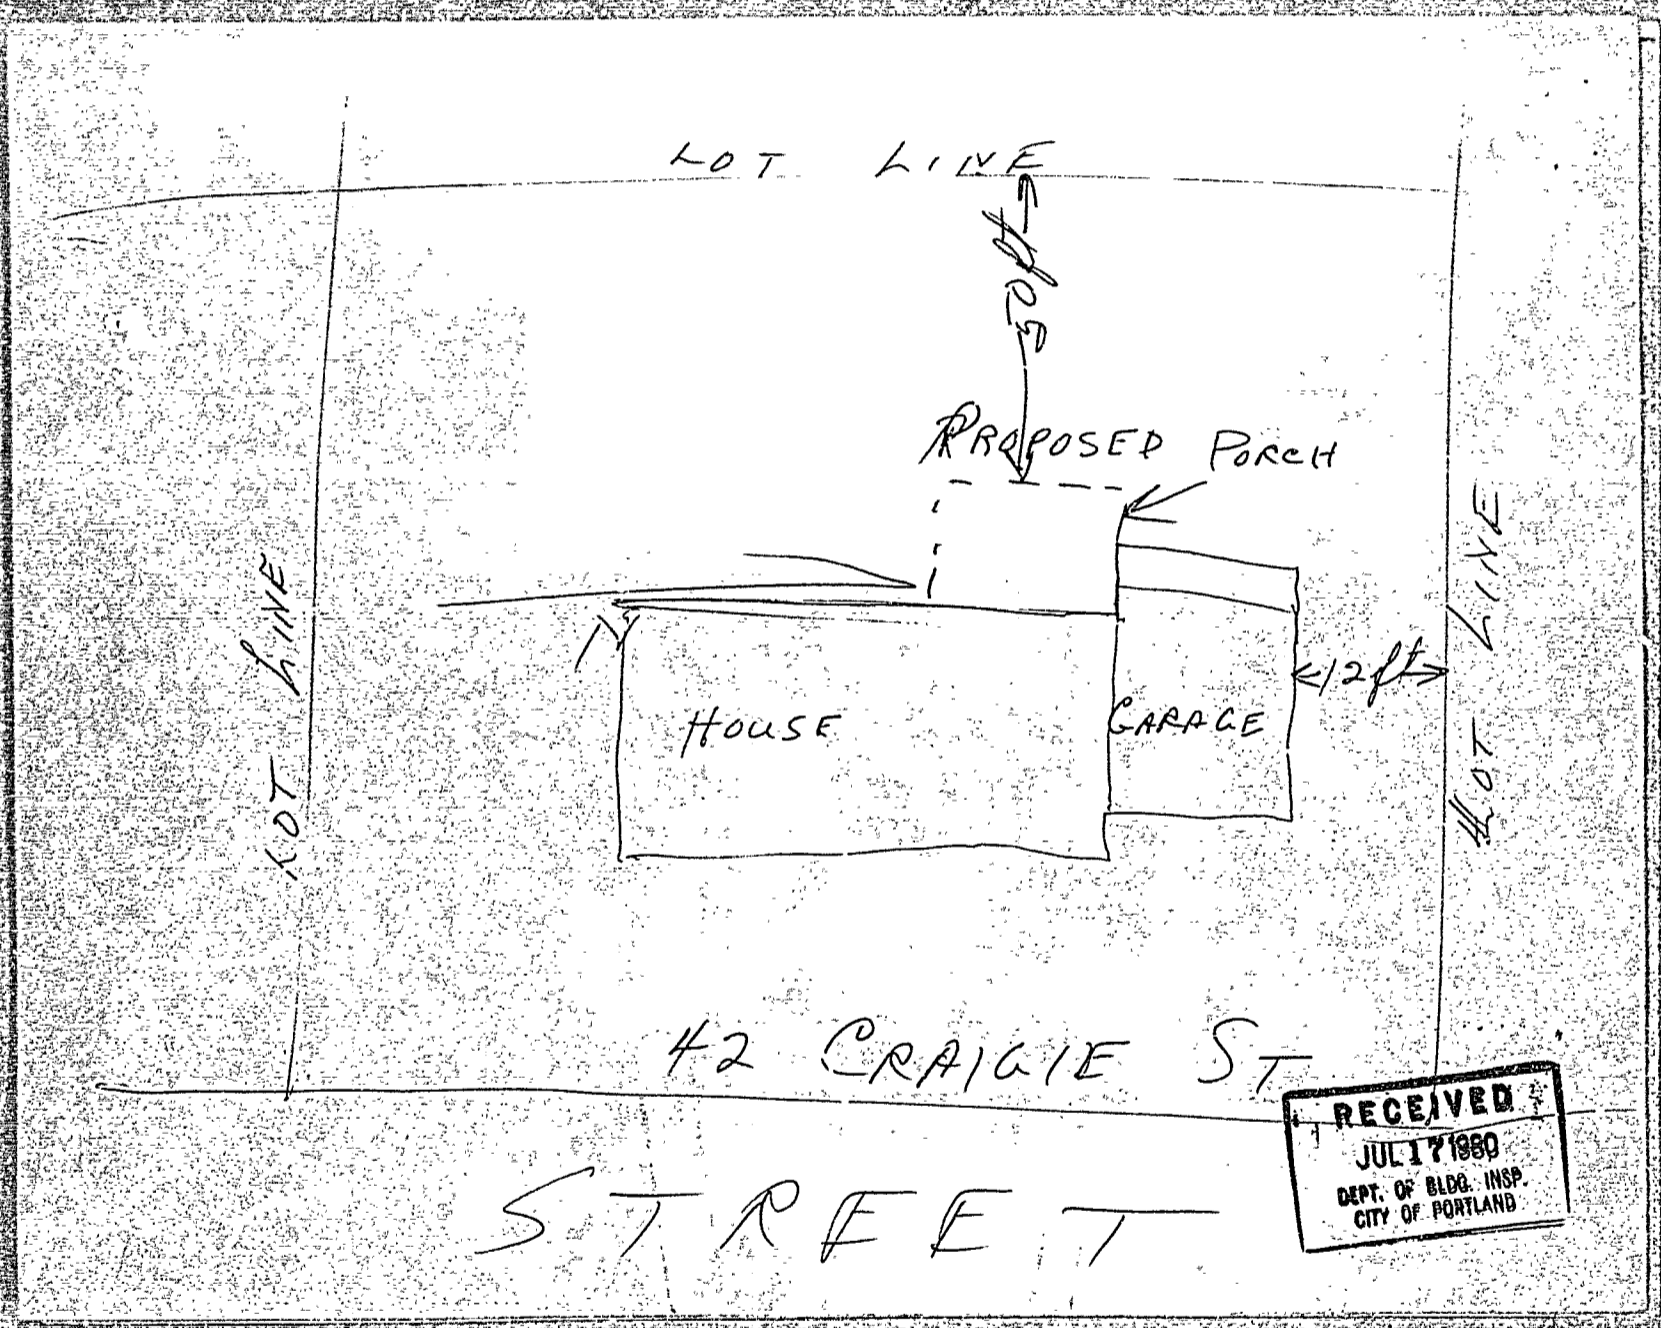 LOT LINE
50ft
PROPOSED PORCH
LOT LINE
LOT LINE
12ft
HOUSE
GARAGE
42 CRAIGIE ST
RECEIVED
JUL 17 1980
DEPT. OF BLDG. INSP.
CITY OF PORTLAND
STREET